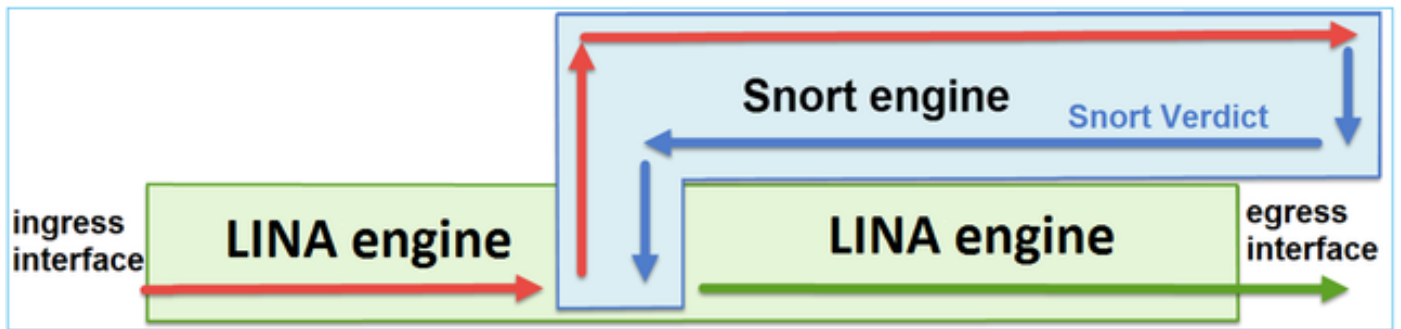 Snort engine
Snort Verdict
ingress
interface
LINA engine
LINA engine
egress
interface